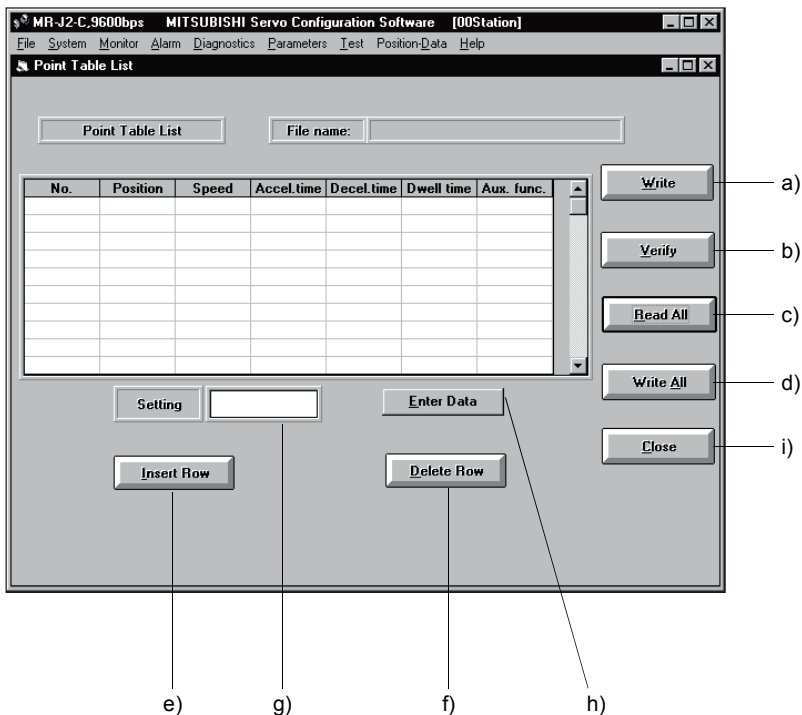 MR-J2-C,9600bps MITSUBISHI Servo Configuration Software [00Station]
File System Monitor Alarm Diagnostics Parameters Test Position-Data Help
Point Table List
Point Table List File name:
No. Position Speed Accel.time Decel.time Dwell time Aux. func.
Write a)
Verify b)
Read All c)
Write All d)
Setting Enter Data
Close i)
Insert Row Delete Row
e) g) f) h)